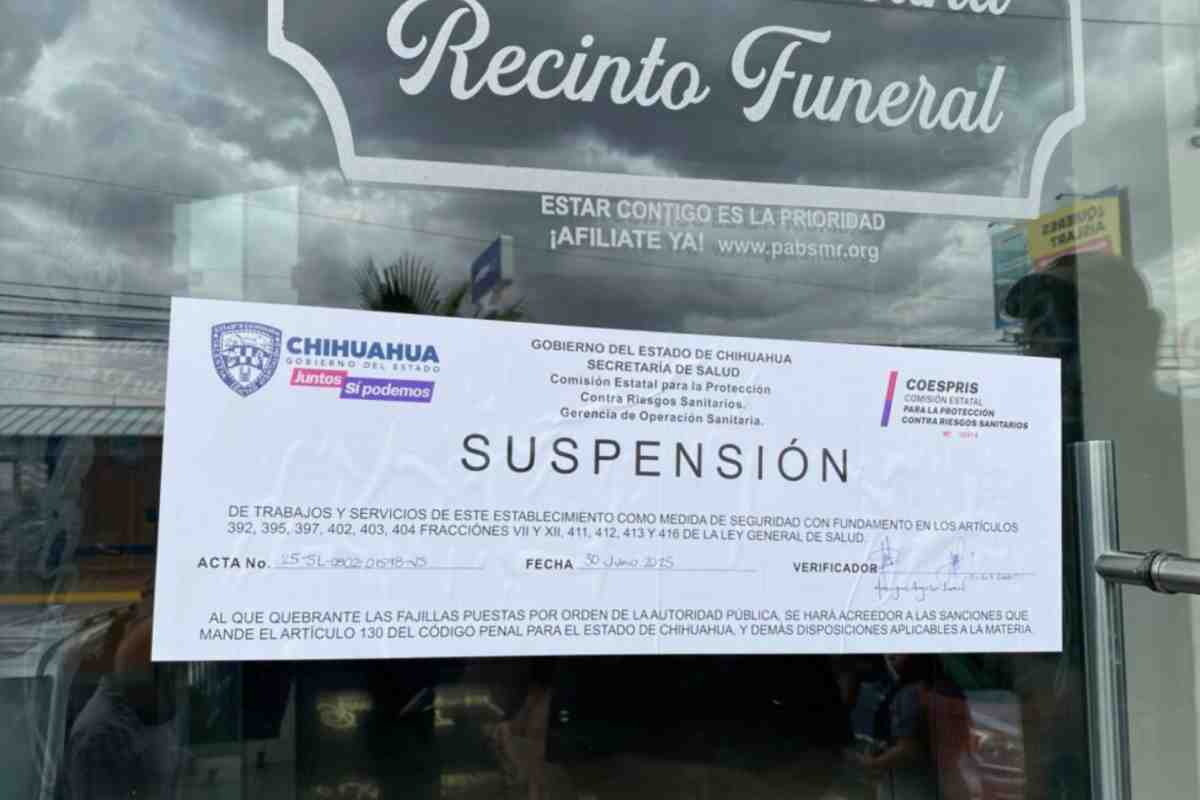 Recinto Funeral
ESTAR CONTIGO ES LA PRIORIDAD
¡AFILIATE YA! www.pabsmr.org
¿QUIERES
CHIHUAHUA
GOBIERNO DEL ESTADO
Juntos
Sí podemos
GOBIERNO DEL ESTADO DE CHIHUAHUA
SECRETARÍA DE SALUD
Comisión Estatal para la Protección
Contra Riesgos Sanitarios.
Gerencia de Operación Sanitaria.
COESPRIS
COMISIÓN ESTATAL
PARA LA PROTECCIÓN
CONTRA RIESGOS SANITARIOS
SUSPENSIÓN
DE TRABAJOS Y SERVICIOS DE ESTE ESTABLECIMIENTO COMO MEDIDA DE SEGURIDAD CON FUNDAMENTO EN LOS ARTÍCULOS
392, 395, 397, 402, 403, 404 FRACCIÓNES VII Y XII, 411, 412, 413 Y 416 DE LA LEY GENERAL DE SALUD.
ACTA No. FECHA 30 Junio 2025 VERIFICADOR
AL QUE QUEBRANTE LAS FAJILLAS PUESTAS POR ORDEN DE LA AUTORIDAD PÚBLICA, SE HARÁ ACREEDOR A LAS SANCIONES QUE
MANDE EL ARTÍCULO 130 DEL CÓDIGO PENAL PARA EL ESTADO DE CHIHUAHUA, Y DEMÁS DISPOSICIONES APLICABLES A LA MATERIA.